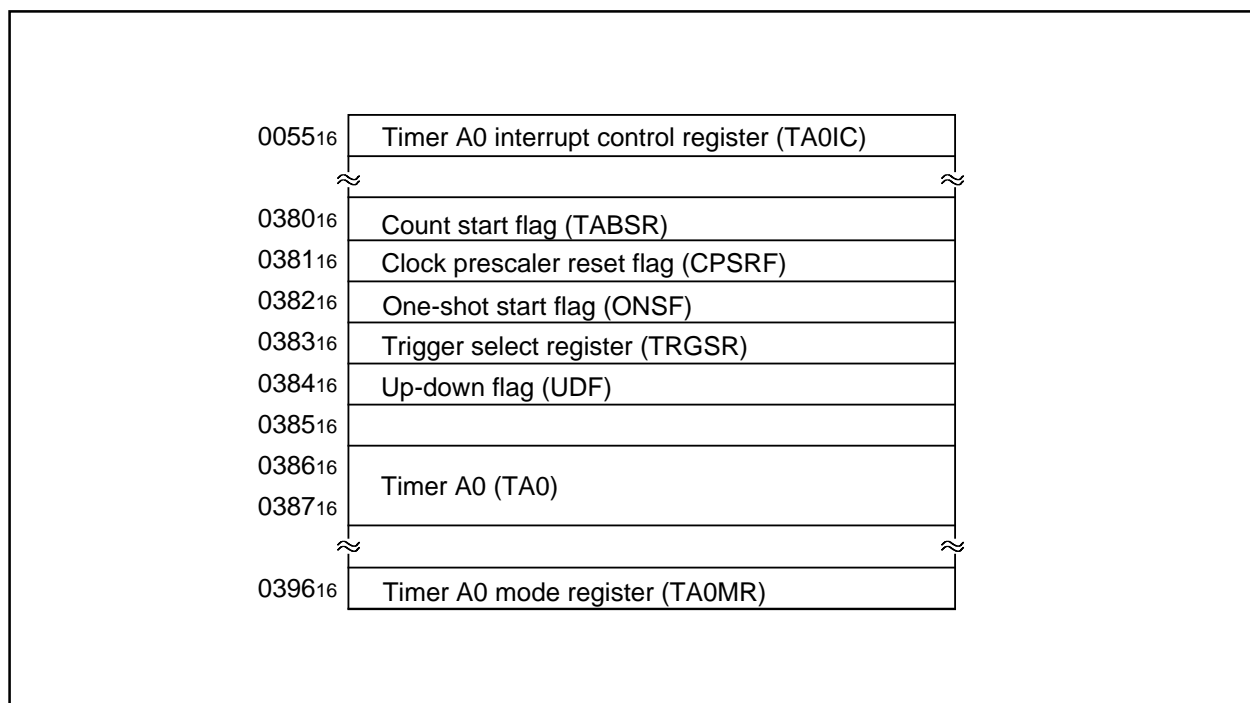 0055₁₆ Timer A0 interrupt control register (TA0IC)
0380₁₆ Count start flag (TABSR)
0381₁₆ Clock prescaler reset flag (CPSRF)
0382₁₆ One-shot start flag (ONSF)
0383₁₆ Trigger select register (TRGSR)
0384₁₆ Up-down flag (UDF)
0385₁₆
0386₁₆
Timer A0 (TA0)
0387₁₆
0396₁₆ Timer A0 mode register (TA0MR)